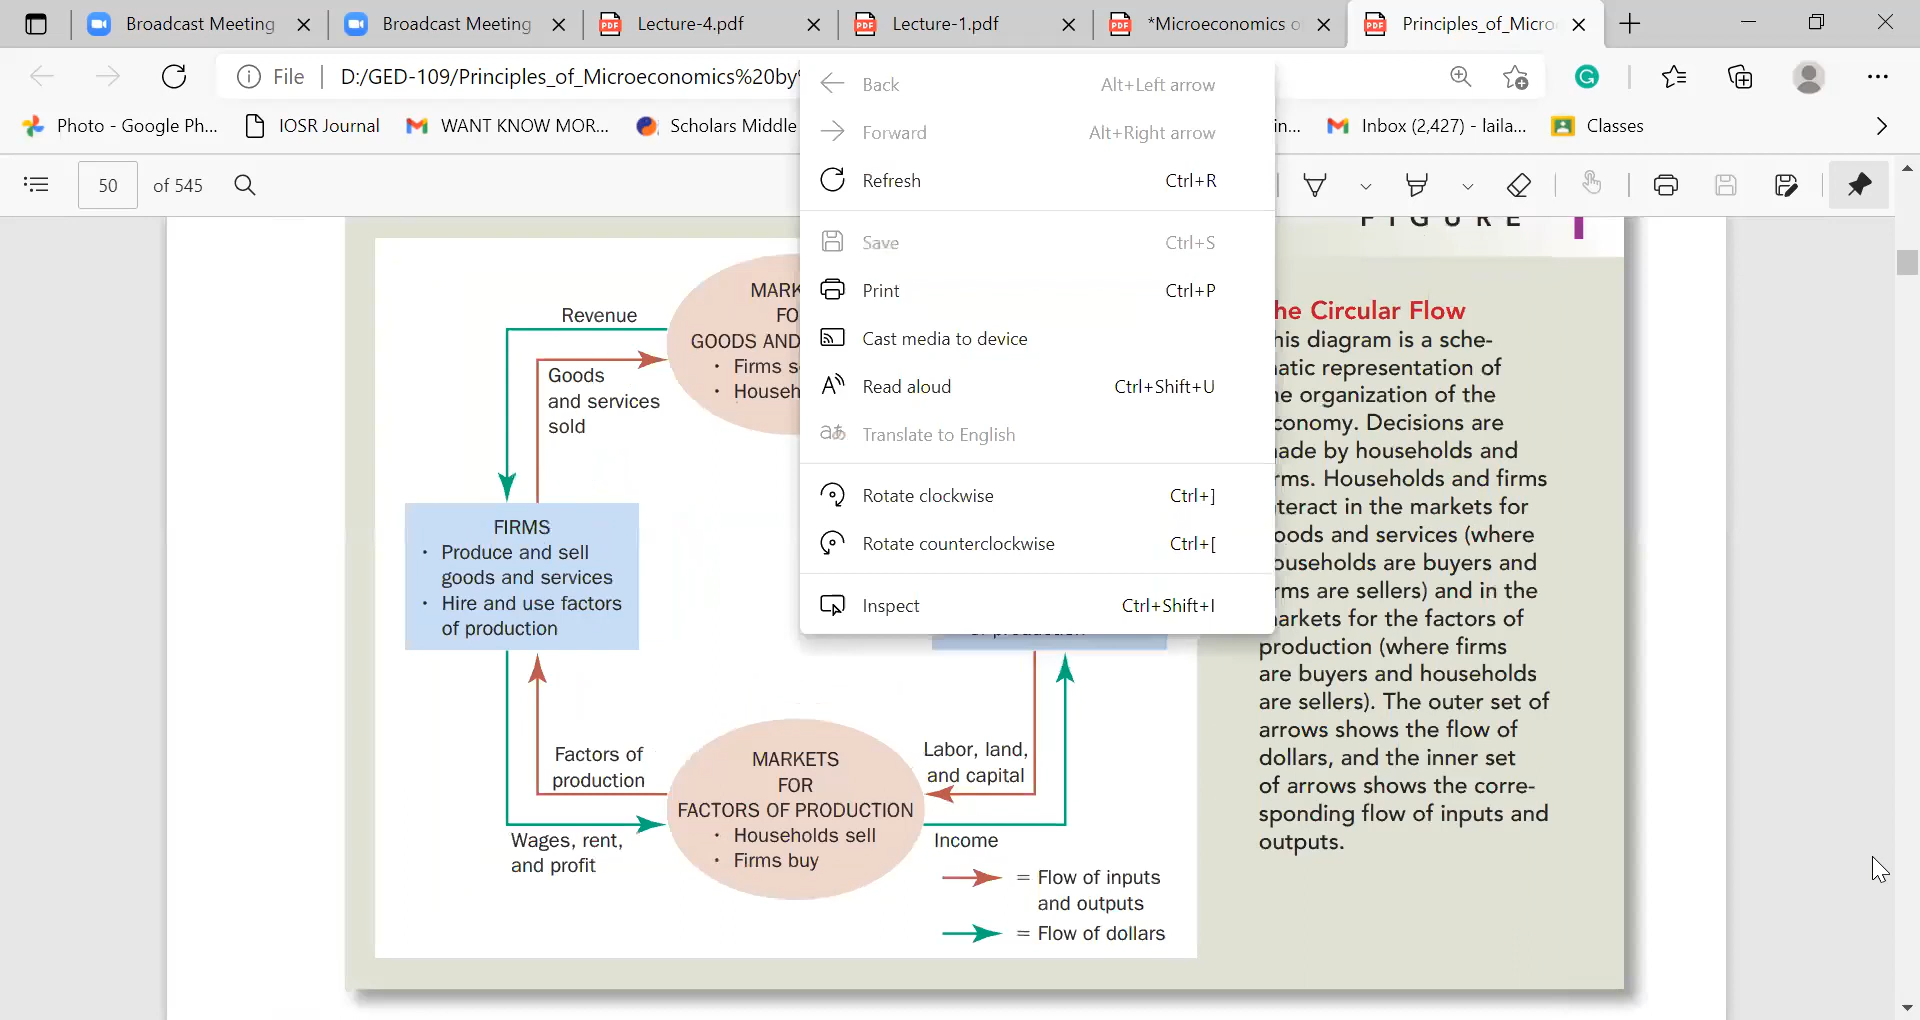 Broadcast Meeting
Broadcast Meeting
Lecture-4.pdf
Lecture-1.pdf
*Microeconomics o
Principles_of_Micro
File
D:/GED-109/Principles_of_Microeconomics%20by
Photo - Google Ph...
IOSR Journal
WANT KNOW MOR...
Scholars Middle
in...
Inbox (2,427) - laila...
Classes
50 of 545
Back Alt+Left arrow
Forward Alt+Right arrow
Refresh Ctrl+R
Save Ctrl+S
Print Ctrl+P
Cast media to device
Read aloud Ctrl+Shift+U
Translate to English
Rotate clockwise Ctrl+]
Rotate counterclockwise Ctrl+[
Inspect Ctrl+Shift+I
FIGURE
Revenue
Goods
and services
sold
MARK
FO
GOODS AND
• Firms s
• Househ
FIRMS
• Produce and sell
goods and services
• Hire and use factors
of production
of production
Factors of
production
Wages, rent,
and profit
MARKETS
FOR
FACTORS OF PRODUCTION
• Households sell
• Firms buy
Labor, land,
and capital
Income
= Flow of inputs
and outputs
= Flow of dollars
he Circular Flow
his diagram is a sche-
atic representation of
e organization of the
conomy. Decisions are
ade by households and
rms. Households and firms
teract in the markets for
oods and services (where
ouseholds are buyers and
rms are sellers) and in the
arkets for the factors of
production (where firms
are buyers and households
are sellers). The outer set of
arrows shows the flow of
dollars, and the inner set
of arrows shows the corre-
sponding flow of inputs and
outputs.